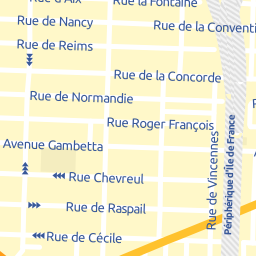 Rue d'Aix
Rue la Fontaine
Rue de Nancy
Rue de la Conventi
Rue de Reims
Rue de la Concorde
Rue de Normandie
Rue Roger François
Avenue Gambetta
Rue Chevreul
Rue de Raspail
Rue de Cécile
Rue de Vincennes
Périphérique d'Île de France